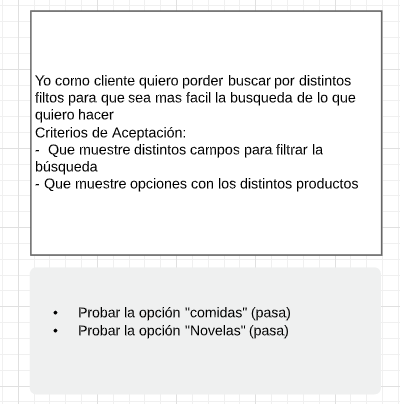 Yo como cliente quiero porder buscar por distintos
filtos para que sea mas facil la busqueda de lo que
quiero hacer
Criterios de Aceptación:
-  Que muestre distintos campos para filtrar la
búsqueda
- Que muestre opciones con los distintos productos
• Probar la opción "comidas" (pasa)
• Probar la opción "Novelas" (pasa)